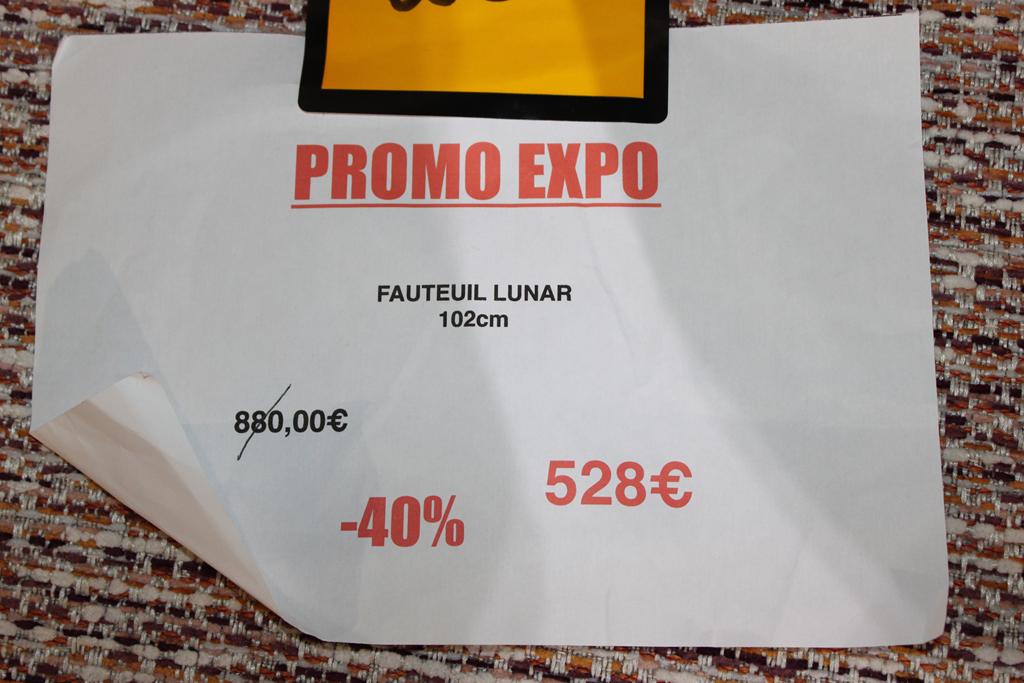 PROMO EXPO
FAUTEUIL LUNAR
102cm
880,00€
528€
-40%